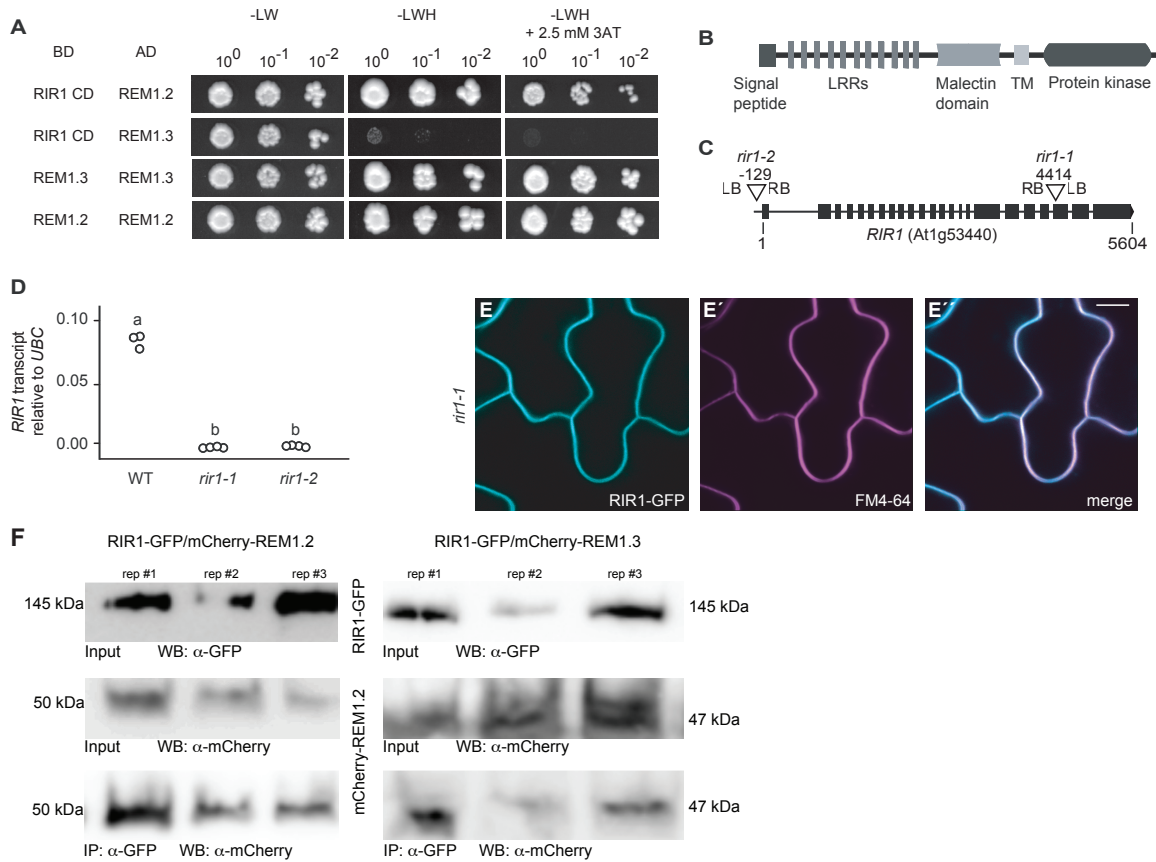 A
-LW
-LWH
-LWH
+ 2.5 mM 3AT
BD AD 10⁰ 10⁻¹ 10⁻² 10⁰ 10⁻¹ 10⁻² 10⁰ 10⁻¹ 10⁻²
RIR1 CD REM1.2
RIR1 CD REM1.3
REM1.3 REM1.3
REM1.2 REM1.2
B
Signal
peptide
LRRs
Malectin
domain
TM
Protein kinase
C
rir1-2
-129
LB RB
rir1-1
4414
RB LB
RIR1 (At1g53440)
1
5604
D
RIR1 transcript
relative to UBC
0.10
0.05
0.00
a
b
b
WT
rir1-1
rir1-2
rir1-1
E
RIR1-GFP
E´
FM4-64
E´´
merge
F
RIR1-GFP/mCherry-REM1.2
rep #1 rep #2 rep #3
145 kDa
Input WB: α-GFP
50 kDa
Input WB: α-mCherry
50 kDa
IP: α-GFP WB: α-mCherry
RIR1-GFP
mCherry-REM1.2
RIR1-GFP/mCherry-REM1.3
rep #1 rep #2 rep #3
145 kDa
Input WB: α-GFP
47 kDa
Input WB: α-mCherry
47 kDa
IP: α-GFP WB: α-mCherry